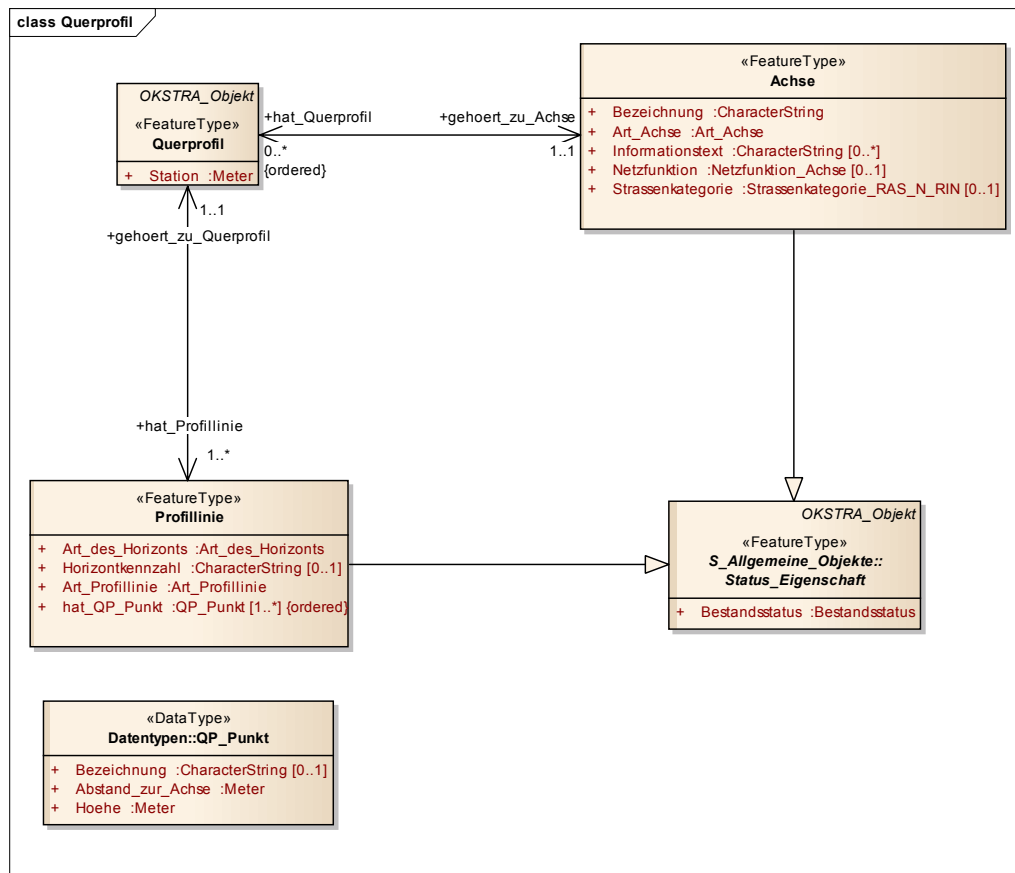 class Querprofil
OKSTRA_Objekt
«FeatureType»
Querprofil
+ Station :Meter
+hat_Querprofil
0..*
{ordered}
+gehoert_zu_Achse
1..1
«FeatureType»
Achse
+ Bezeichnung :CharacterString
+ Art_Achse :Art_Achse
+ Informationstext :CharacterString [0..*]
+ Netzfunktion :Netzfunktion_Achse [0..1]
+ Strassenkategorie :Strassenkategorie_RAS_N_RIN [0..1]
1..1
+gehoert_zu_Querprofil
+hat_Profillinie
1..*
«FeatureType»
Profillinie
+ Art_des_Horizonts :Art_des_Horizonts
+ Horizontkennzahl :CharacterString [0..1]
+ Art_Profillinie :Art_Profillinie
+ hat_QP_Punkt :QP_Punkt [1..*] {ordered}
OKSTRA_Objekt
«FeatureType»
S_Allgemeine_Objekte::
Status_Eigenschaft
+ Bestandsstatus :Bestandsstatus
«DataType»
Datentypen::QP_Punkt
+ Bezeichnung :CharacterString [0..1]
+ Abstand_zur_Achse :Meter
+ Hoehe :Meter